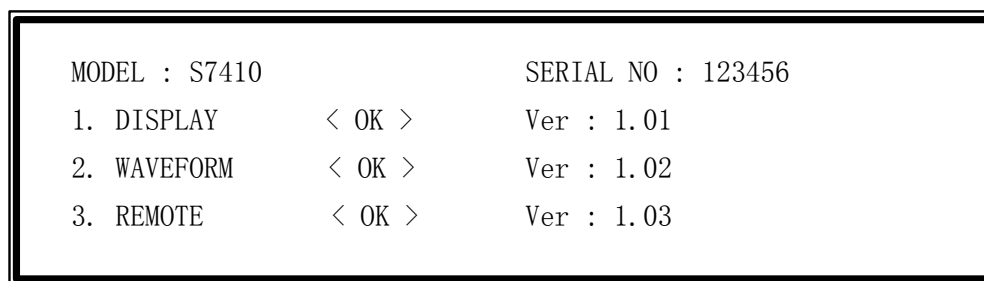 MODEL : S7410 SERIAL NO : 123456
1. DISPLAY < OK > Ver : 1.01
2. WAVEFORM < OK > Ver : 1.02
3. REMOTE < OK > Ver : 1.03